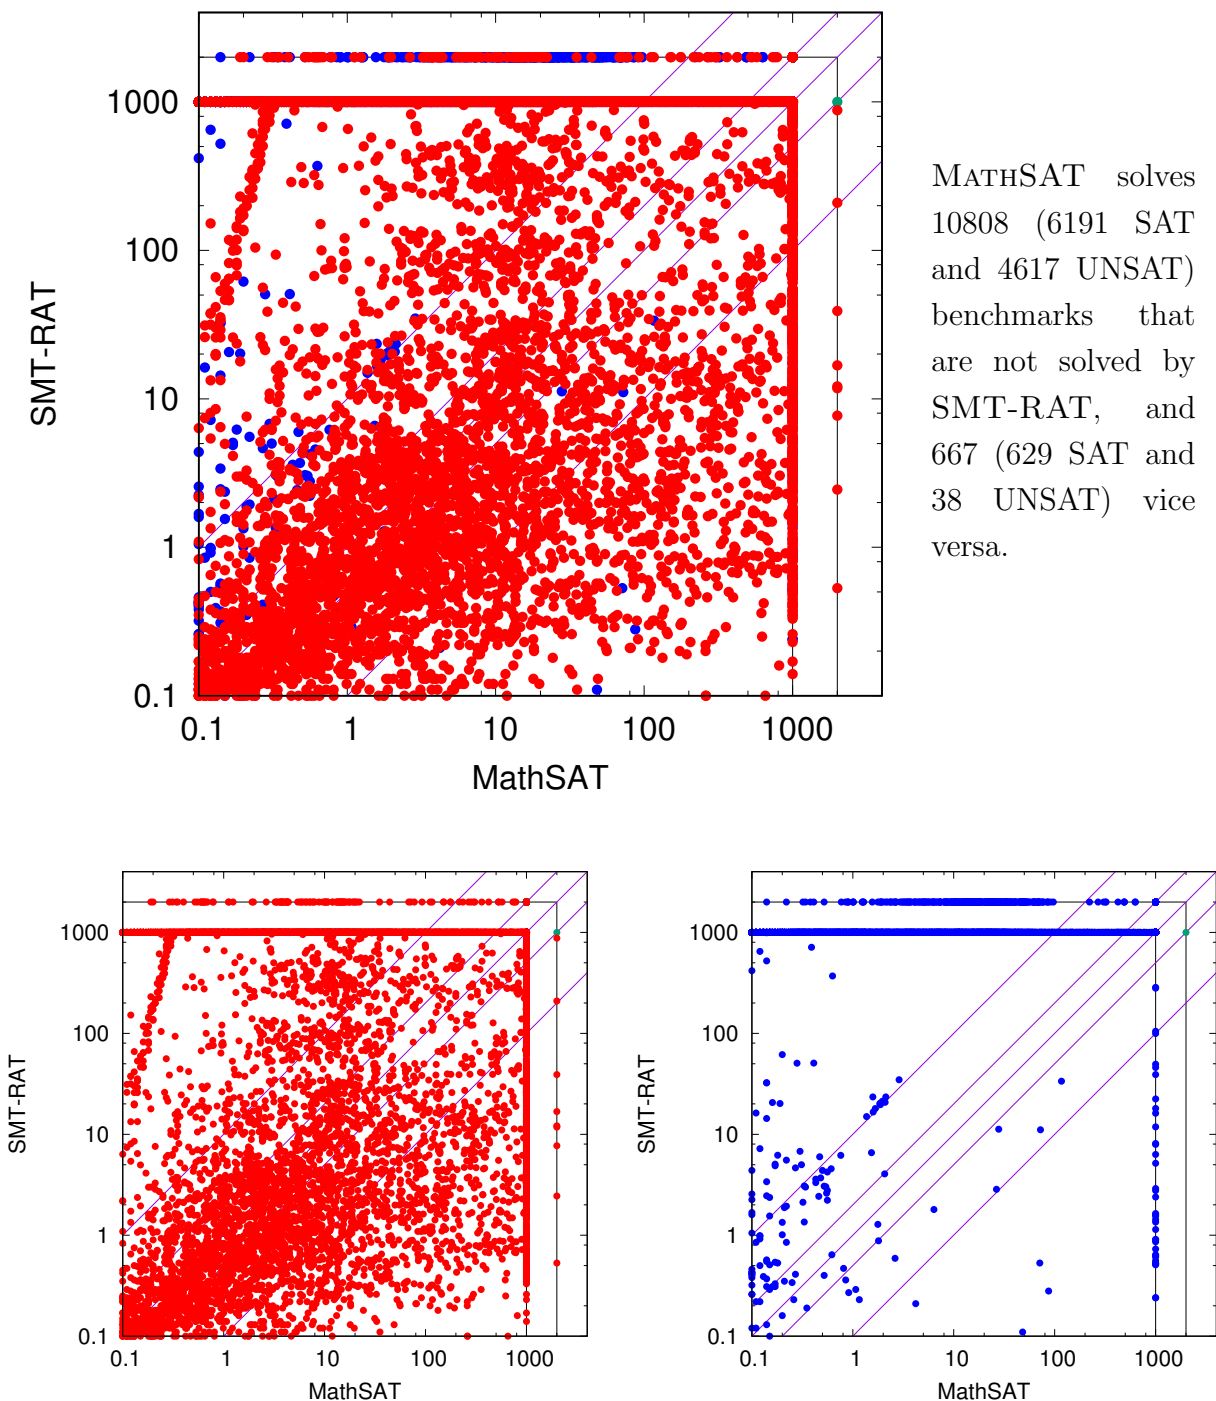 1000
100
10
1
0.1
SMT-RAT
0.1 1 10 100 1000
MathSAT
MATHSAT solves
10808 (6191 SAT
and 4617 UNSAT)
benchmarks that
are not solved by
SMT-RAT, and
667 (629 SAT and
38 UNSAT) vice
versa.
1000
100
10
1
0.1
SMT-RAT
0.1 1 10 100 1000
MathSAT
1000
100
10
1
0.1
SMT-RAT
0.1 1 10 100 1000
MathSAT